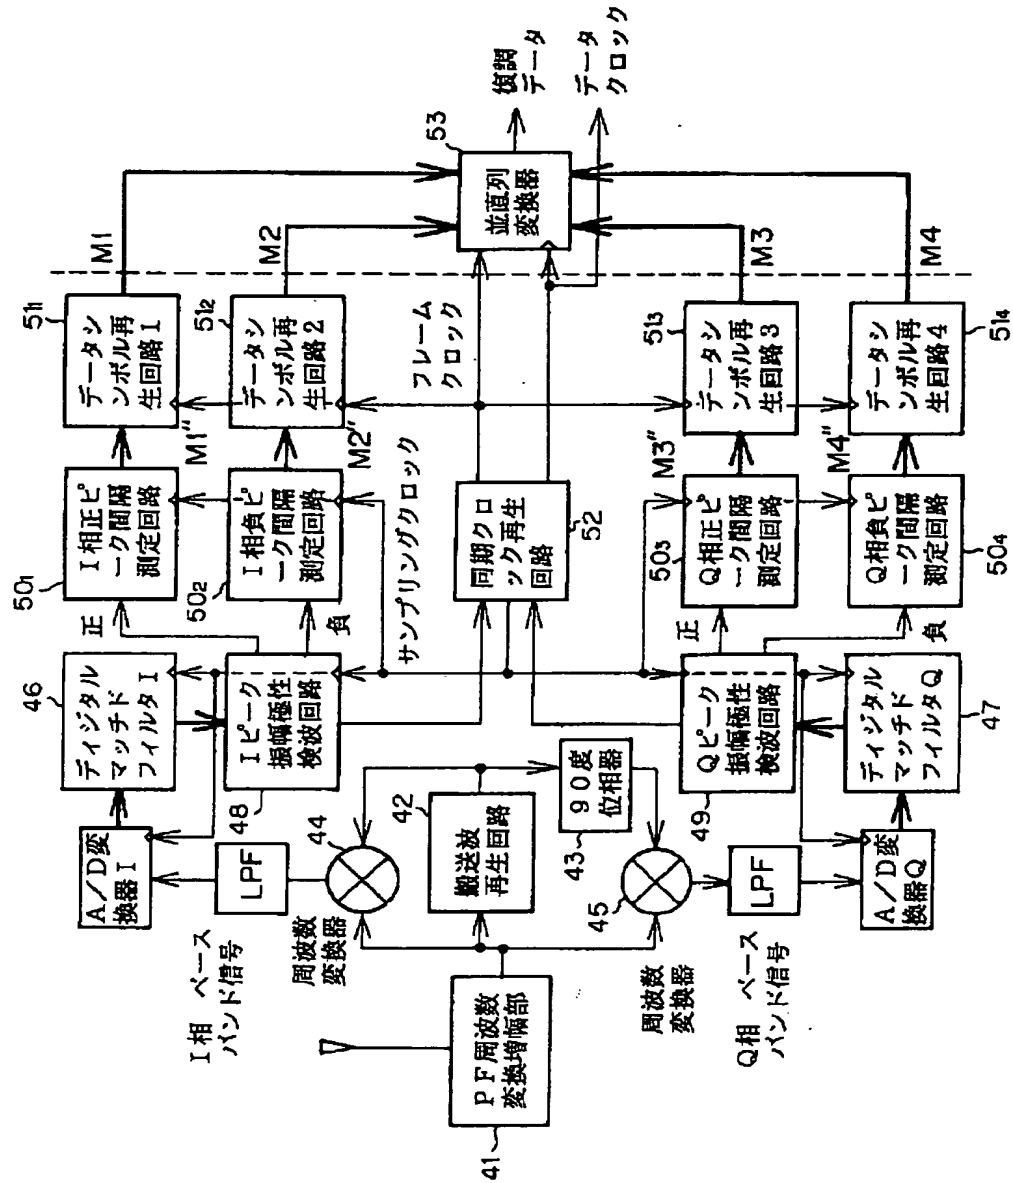 41
PF周波数
変換増幅部
I相 ベース
バンド信号
周波数
変換器
44
LPF
A/D変
換器I
42
搬送波
再生回路
43
90度
位相器
45
周波数
変換器
LPF
Q相 ベース
バンド信号
A/D変
換器Q
46
ディジタル
マッチド
フィルタI
48
Iピーク
振幅極性
検波回路
正
負
サンプリングクロック
49
Qピーク
振幅極性
検波回路
正
負
47
ディジタル
マッチド
フィルタQ
501
I相正ピ
ーク間隔
測定回路
502
I相負ピ
ーク間隔
測定回路
52
同期クロ
ック再生
回路
503
Q相正ピ
ーク間隔
測定回路
504
Q相負ピ
ーク間隔
測定回路
M1"
M2"
M3"
M4"
511
データシ
ンボル再
生回路1
512
データシ
ンボル再
生回路2
フレーム
クロック
513
データシ
ンボル再
生回路3
514
データシ
ンボル再
生回路4
M1
M2
M3
M4
53
並直列
変換器
復調
データ
データ
クロック